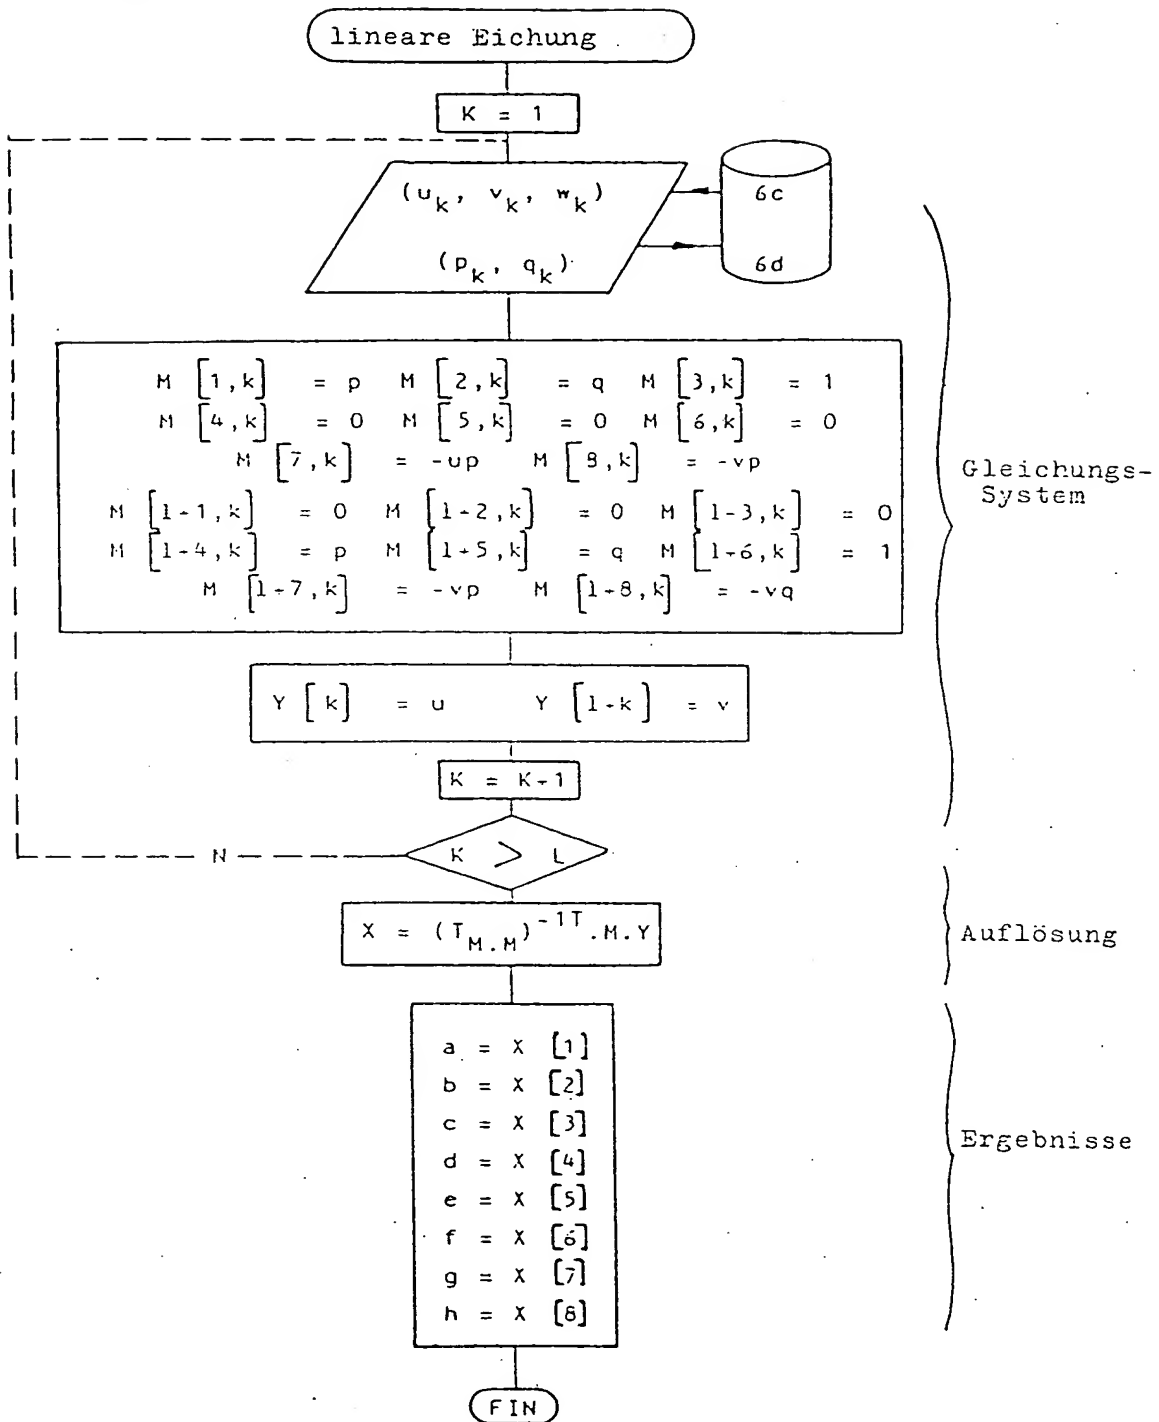 lineare Eichung
K = 1
(u_k, v_k, w_k)
6c
(p_k, q_k)
6d
M [1,k] = p M [2,k] = q M [3,k] = 1
M [4,k] = 0 M [5,k] = 0 M [6,k] = 0
M [7,k] = -up M [8,k] = -vp
M [l+1,k] = 0 M [l+2,k] = 0 M [l-3,k] = 0
M [l-4,k] = p M [l+5,k] = q M [l+6,k] = 1
M [l+7,k] = -vp M [l+8,k] = -vq
Gleichungs-
System
Y [k] = u Y [l+k] = v
K = K+1
N
K > L
X = (T_M.M)^-1T.M.Y
Auflösung
a = X [1]
b = X [2]
c = X [3]
d = X [4]
e = X [5]
f = X [6]
g = X [7]
h = X [8]
Ergebnisse
FIN